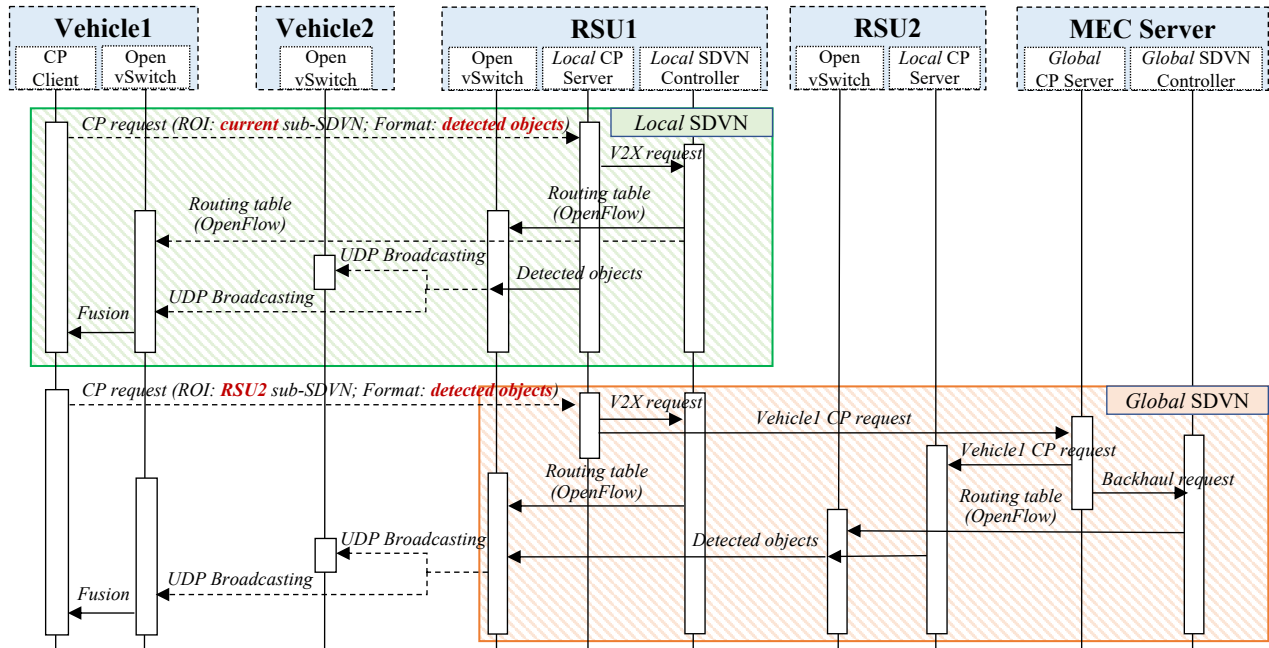 Vehicle1
Vehicle2
RSU1
RSU2
MEC Server
CP
Client
Open
vSwitch
Open
vSwitch
Open
vSwitch
Local CP
Server
Local SDVN
Controller
Open
vSwitch
Local CP
Server
Global
CP Server
Global SDVN
Controller
CP request (ROI: current sub-SDVN; Format: detected objects)
Local SDVN
V2X request
Routing table
(OpenFlow)
Routing table
(OpenFlow)
UDP Broadcasting
Detected objects
UDP Broadcasting
Fusion
CP request (ROI: RSU2 sub-SDVN; Format: detected objects)
Global SDVN
V2X request
Vehicle1 CP request
Vehicle1 CP request
Routing table
(OpenFlow)
Backhaul request
Routing table
(OpenFlow)
UDP Broadcasting
Detected objects
UDP Broadcasting
Fusion